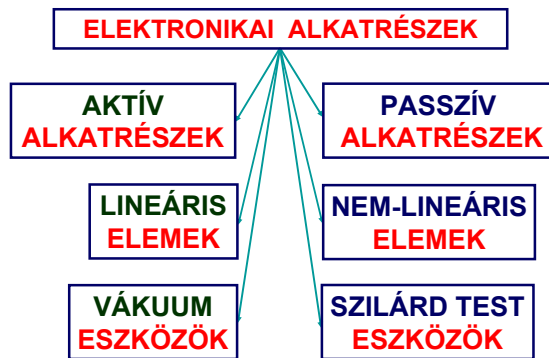 ELEKTRONIKAI ALKATRÉSZEK
AKTÍV
ALKATRÉSZEK
PASSZÍV
ALKATRÉSZEK
LINEÁRIS
ELEMEK
NEM-LINEÁRIS
ELEMEK
VÁKUUM
ESZKÖZÖK
SZILÁRD TEST
ESZKÖZÖK